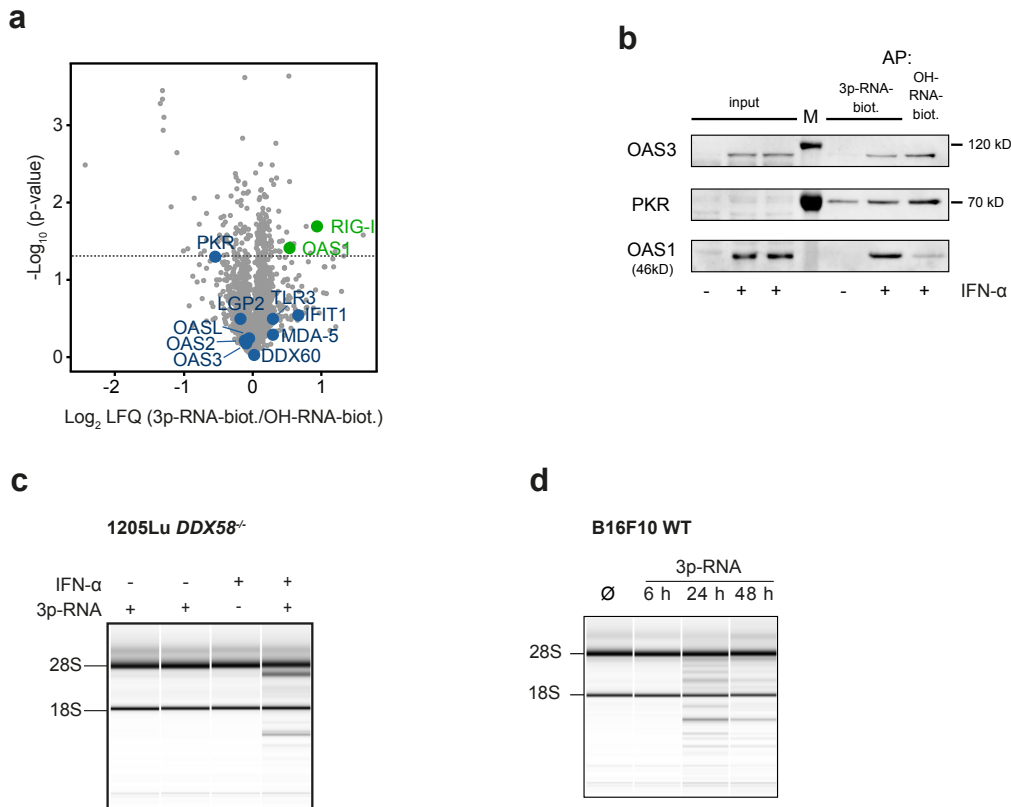 a
3
2
1
0
-Log10 (p-value)
RIG-I
OAS1
PKR
LGP2
TLR3
IFIT1
OASL
OAS2
MDA-5
OAS3
DDX60
-2 -1 0 1
Log2 LFQ (3p-RNA-biot./OH-RNA-biot.)
b
AP:
input M 3p-RNA-biot. OH-RNA-biot.
OAS3 120 kD
PKR 70 kD
OAS1
(46kD)
- + + - + + IFN-α
c
1205Lu DDX58-/-
IFN-α - - + +
3p-RNA + + - +
28S
18S
d
B16F10 WT
3p-RNA
Ø 6 h 24 h 48 h
28S
18S